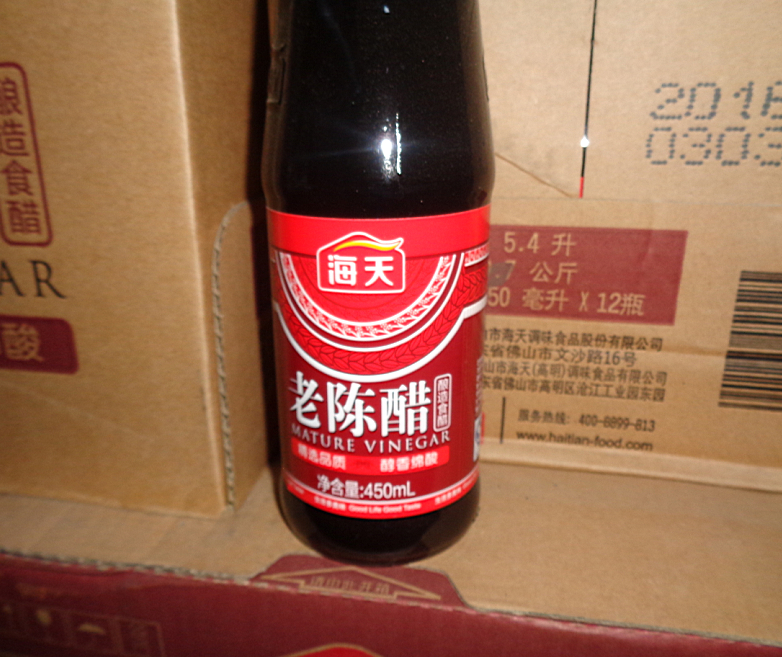 海天
老陈醋
酿造食醋
MATURE VINEGAR
精选品质 醇香绵酸
净含量:450mL
Good Life Good Taste
造食醋
AR
酸
2016
0303
5.4 升
7 公斤
50 毫升 X 12瓶
市海天调味食品股份有限公司
省佛山市文沙路16号
山市海天(高明)调味食品有限公司
东省佛山市高明区沧江工业园东园
服务热线: 400-8899-813
www.haitian-food.com